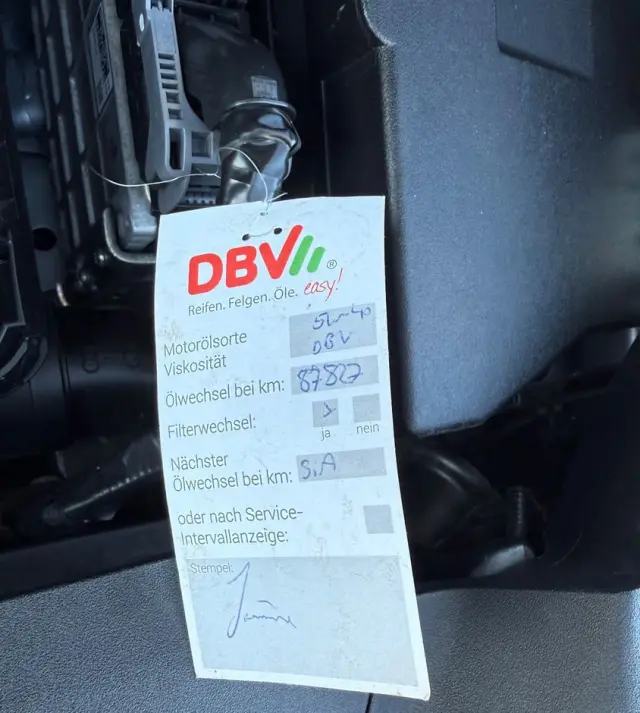 DBV ®
Reifen. Felgen. Öle. easy!
Motorölsorte
Viskosität
5W-40
DBV
Ölwechsel bei km: 87827
Filterwechsel:
ja nein
Nächster
Ölwechsel bei km: S.A
oder nach Service-
Intervallanzeige:
Stempel: